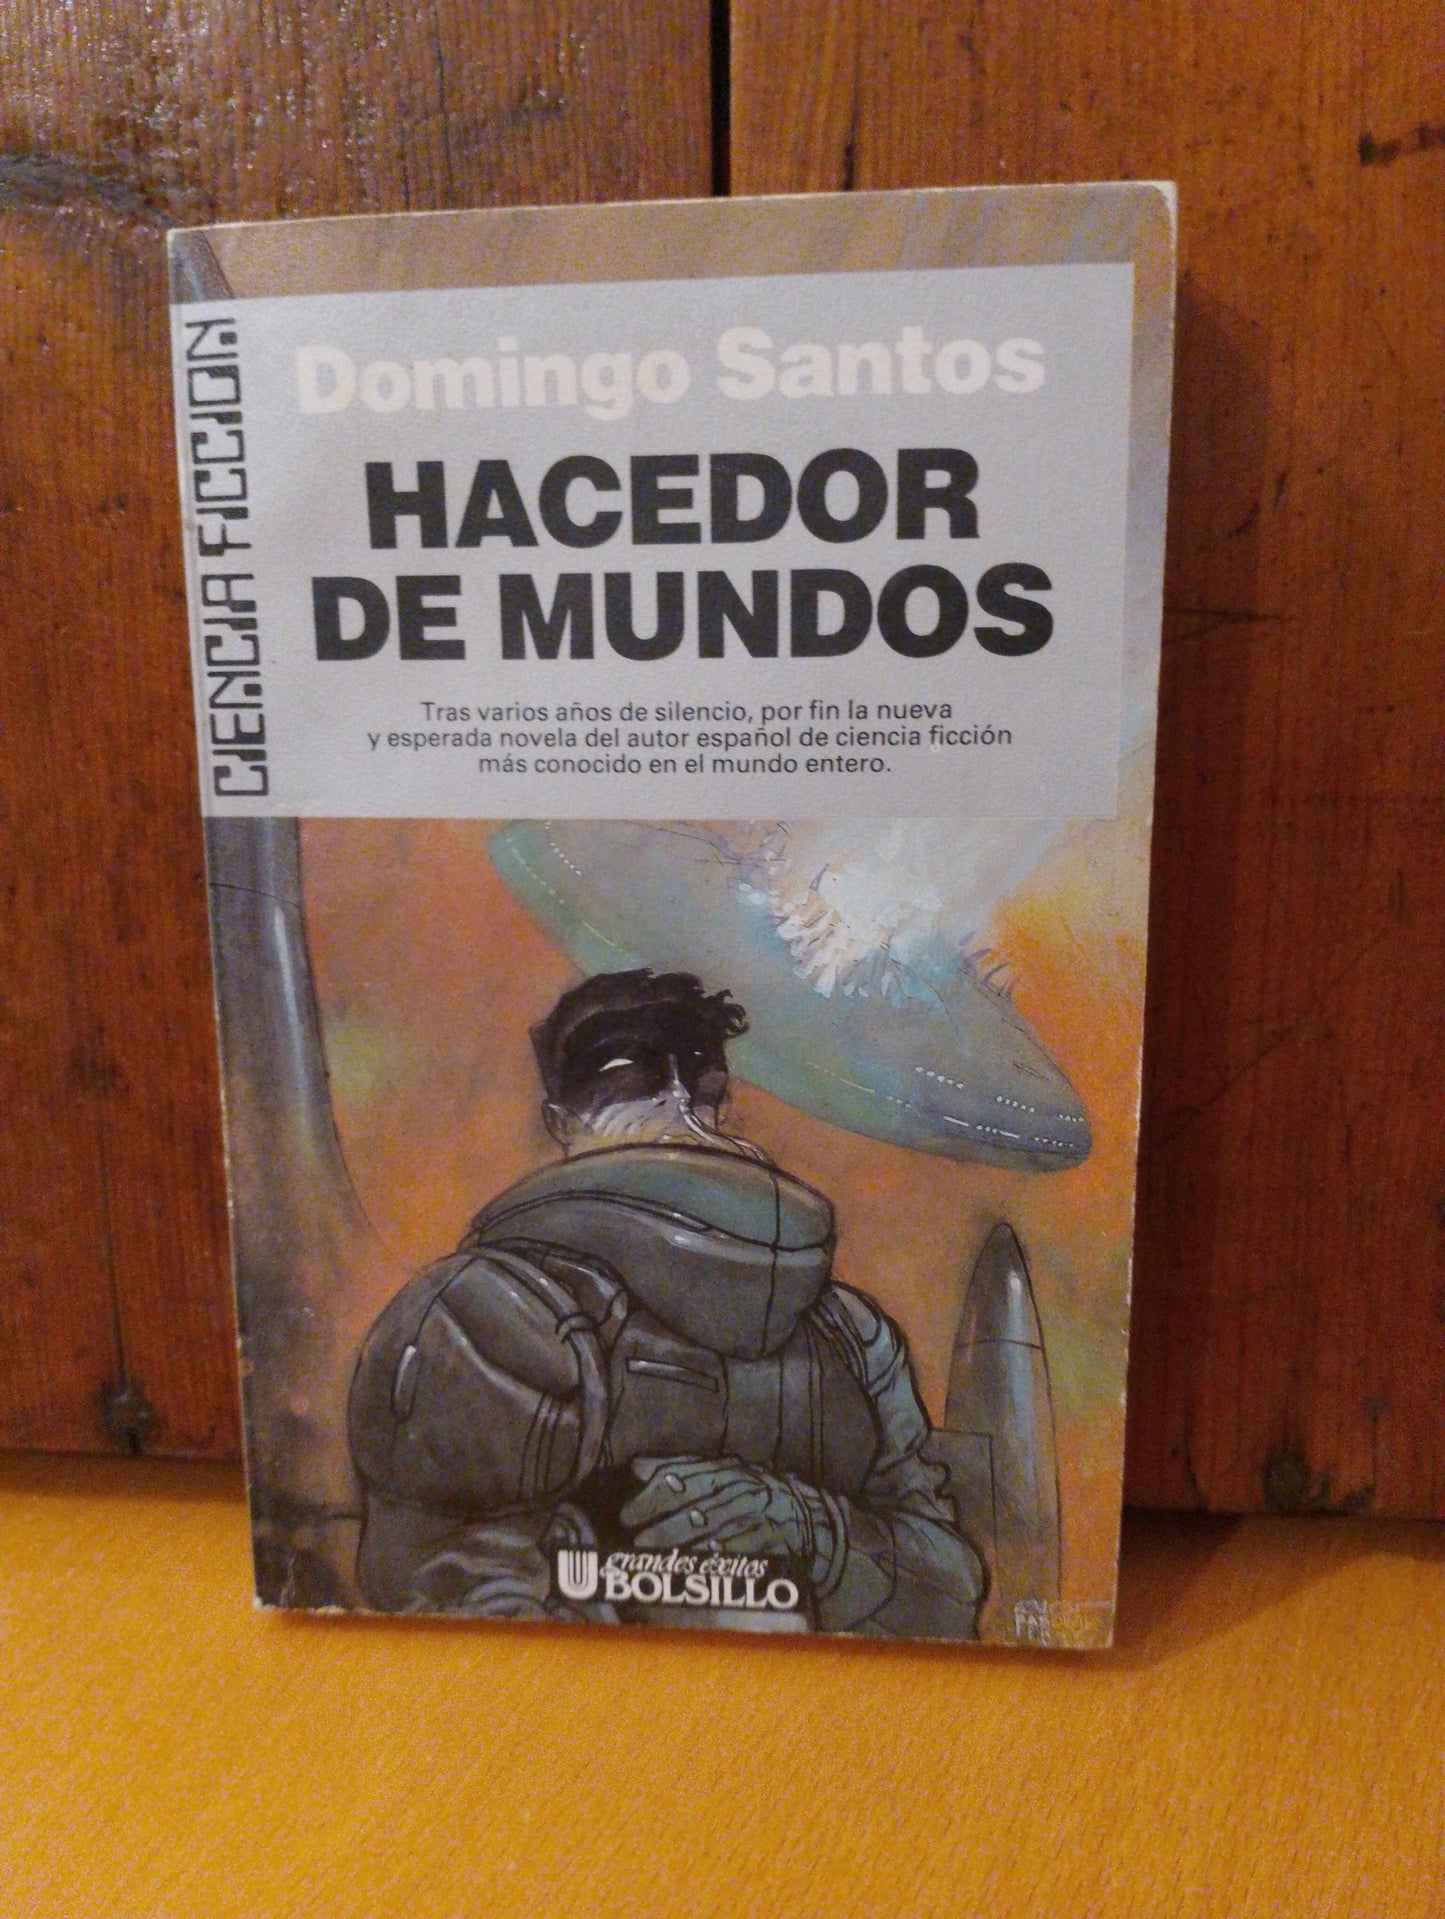 CIENCIA FICCION
Domingo Santos
HACEDOR
DE MUNDOS
Tras varios años de silencio, por fin la nueva
y esperada novela del autor español de ciencia ficción
más conocido en el mundo entero.
grandes éxitos
BOLSILLO